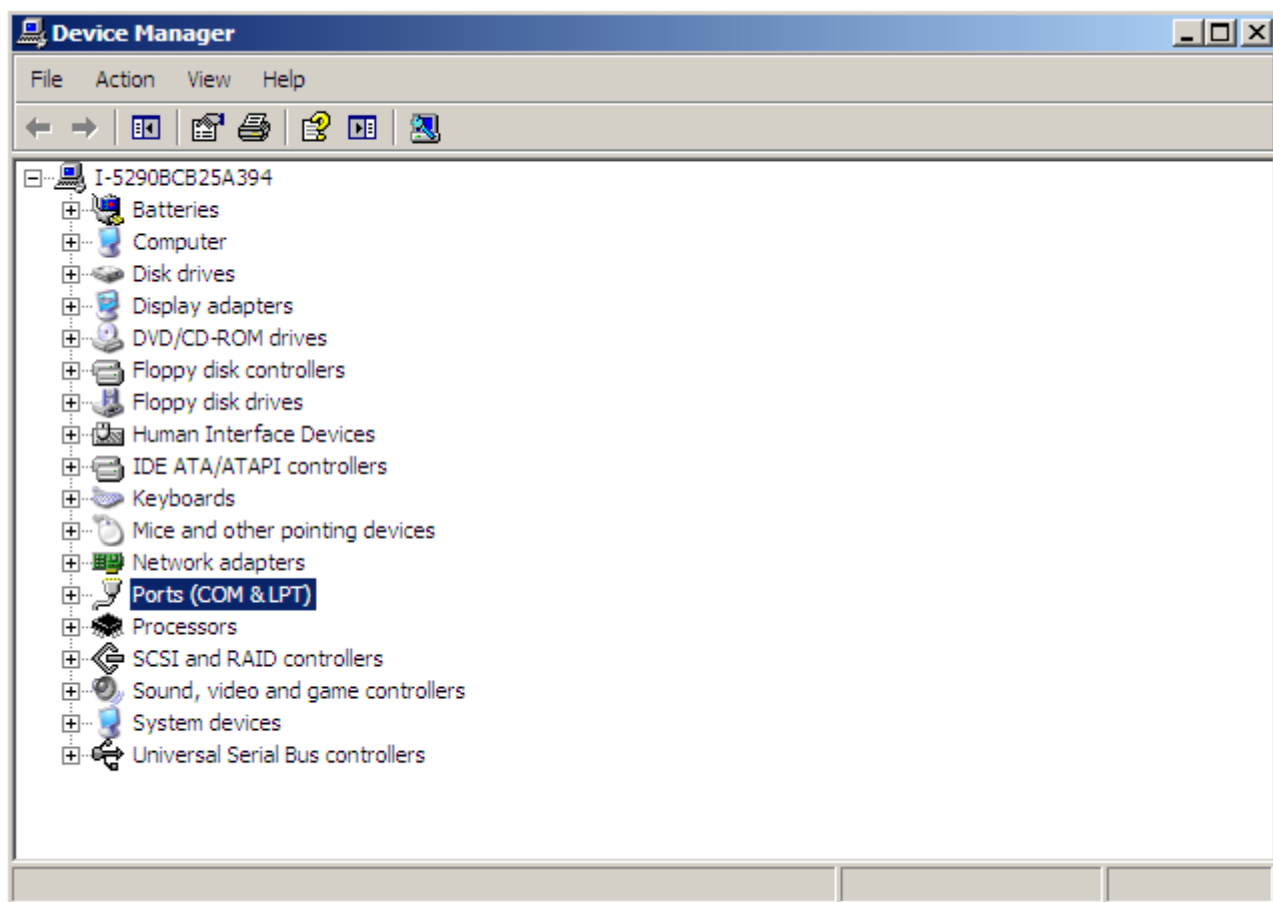 Device Manager
File Action View Help
I-5290BCB25A394
Batteries
Computer
Disk drives
Display adapters
DVD/CD-ROM drives
Floppy disk controllers
Floppy disk drives
Human Interface Devices
IDE ATA/ATAPI controllers
Keyboards
Mice and other pointing devices
Network adapters
Ports (COM & LPT)
Processors
SCSI and RAID controllers
Sound, video and game controllers
System devices
Universal Serial Bus controllers